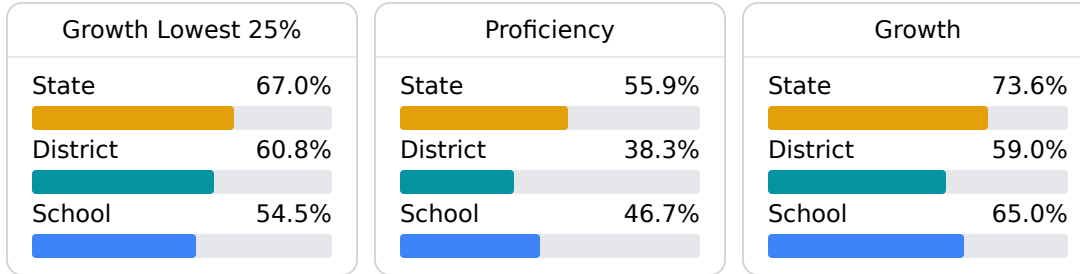 Growth Lowest 25%
State 67.0%
District 60.8%
School 54.5%
Proficiency
State 55.9%
District 38.3%
School 46.7%
Growth
State 73.6%
District 59.0%
School 65.0%